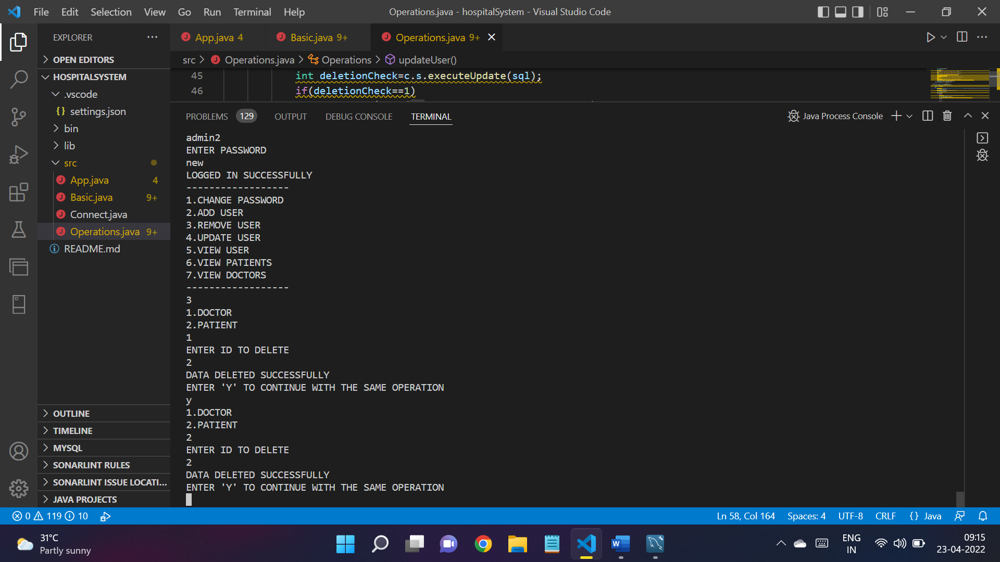 File Edit Selection View Go Run Terminal Help
Operations.java - hospitalSystem - Visual Studio Code
EXPLORER
OPEN EDITORS
HOSPITALSYSTEM
.vscode
{} settings.json
bin
lib
src
App.java 4
Basic.java 9+
Connect.java
Operations.java 9+
README.md
OUTLINE
TIMELINE
MYSQL
SONARLINT RULES
SONARLINT ISSUE LOCATI...
JAVA PROJECTS
App.java 4
Basic.java 9+
Operations.java 9+
src > Operations.java > Operations > updateUser()
45 int deletionCheck=c.s.executeUpdate(sql);
46 if(deletionCheck==1)
PROBLEMS 129 OUTPUT DEBUG CONSOLE TERMINAL
Java Process Console
admin2
ENTER PASSWORD
new
LOGGED IN SUCCESSFULLY
------------------
1.CHANGE PASSWORD
2.ADD USER
3.REMOVE USER
4.UPDATE USER
5.VIEW USER
6.VIEW PATIENTS
7.VIEW DOCTORS
------------------
3
1.DOCTOR
2.PATIENT
1
ENTER ID TO DELETE
2
DATA DELETED SUCCESSFULLY
ENTER 'Y' TO CONTINUE WITH THE SAME OPERATION
y
1.DOCTOR
2.PATIENT
2
ENTER ID TO DELETE
2
DATA DELETED SUCCESSFULLY
ENTER 'Y' TO CONTINUE WITH THE SAME OPERATION
0 119 10
Ln 58, Col 164 Spaces: 4 UTF-8 CRLF {} Java
31°C
Partly sunny
ENG
IN
09:15
23-04-2022